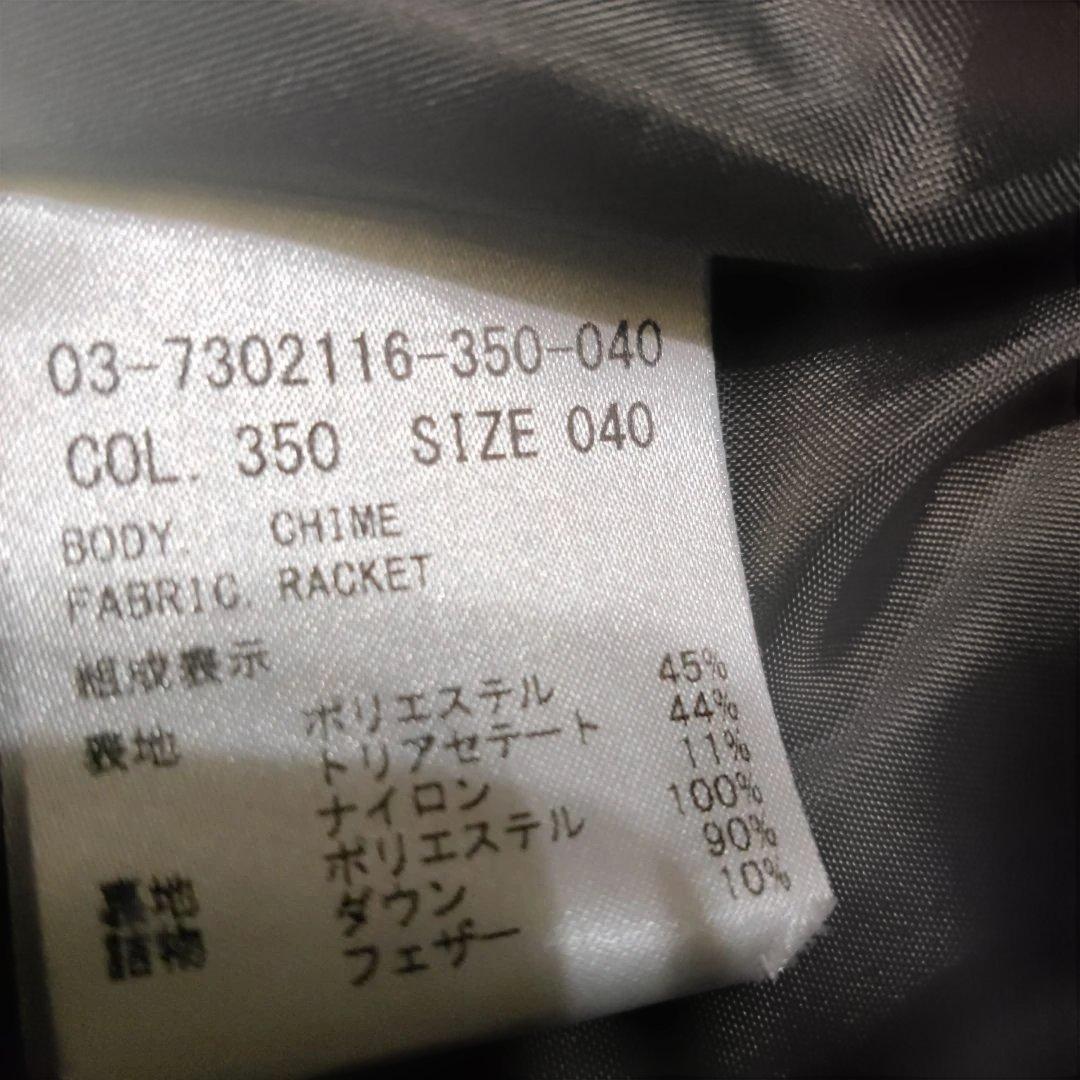 03-7302116-350-040
COL. 350 SIZE 040
BODY. CHIME
FABRIC. RACKET
組成表示
表地 ポリエステル 45%
トリアセテート 44%
ナイロン 11%
裏地 ポリエステル 100%
詰物 ダウン 90%
フェザー 10%